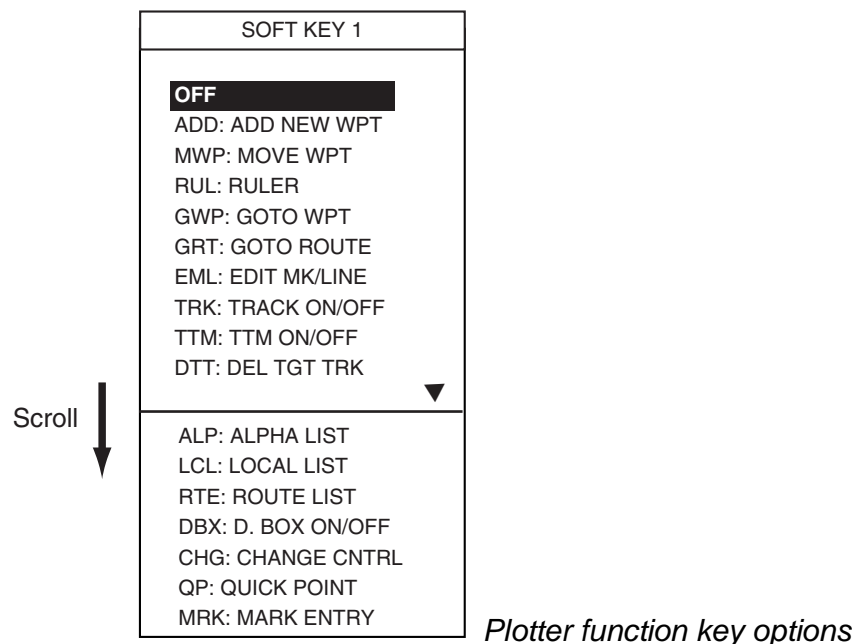 SOFT KEY 1
OFF
ADD: ADD NEW WPT
MWP: MOVE WPT
RUL: RULER
GWP: GOTO WPT
GRT: GOTO ROUTE
EML: EDIT MK/LINE
TRK: TRACK ON/OFF
TTM: TTM ON/OFF
DTT: DEL TGT TRK
Scroll
ALP: ALPHA LIST
LCL: LOCAL LIST
RTE: ROUTE LIST
DBX: D. BOX ON/OFF
CHG: CHANGE CNTRL
QP: QUICK POINT
MRK: MARK ENTRY
Plotter function key options